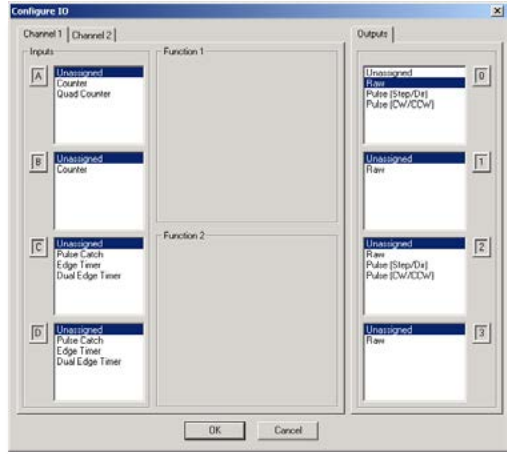 Configure IO
Channel 1 Channel 2 Outputs
Inputs
A
Unassigned
Counter
Quad Counter
B
Unassigned
Counter
C
Unassigned
Pulse Catch
Edge Timer
Dual Edge Timer
D
Unassigned
Pulse Catch
Edge Timer
Dual Edge Timer
Function 1
Function 2
Unassigned
Raw
Pulse (Step/Dir)
Pulse (CW/CCW)
0
Unassigned
Raw
1
Unassigned
Raw
Pulse (Step/Dir)
Pulse (CW/CCW)
2
Unassigned
Raw
3
OK Cancel